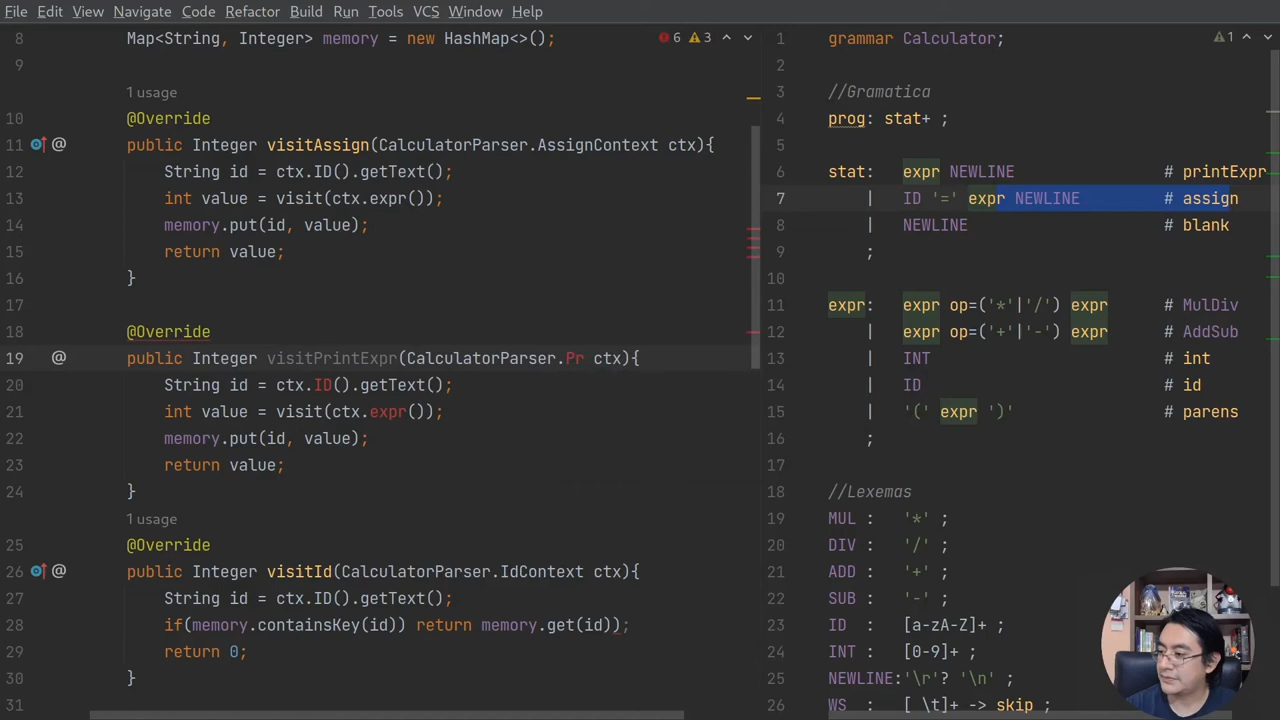 File Edit View Navigate Code Refactor Build Run Tools VCS Window Help
8 Map<String, Integer> memory = new HashMap<>(); 6 3
9
1 usage
10 @Override
11 @ public Integer visitAssign(CalculatorParser.AssignContext ctx){
12 String id = ctx.ID().getText();
13 int value = visit(ctx.expr());
14 memory.put(id, value);
15 return value;
16 }
17
18 @Override
19 @ public Integer visitPrintExpr(CalculatorParser.Pr ctx){
20 String id = ctx.ID().getText();
21 int value = visit(ctx.expr());
22 memory.put(id, value);
23 return value;
24 }
1 usage
25 @Override
26 @ public Integer visitId(CalculatorParser.IdContext ctx){
27 String id = ctx.ID().getText();
28 if(memory.containsKey(id)) return memory.get(id));
29 return 0;
30 }
31
1 grammar Calculator; 1
2
3 //Gramatica
4 prog: stat+ ;
5
6 stat: expr NEWLINE # printExpr
7 | ID '=' expr NEWLINE # assign
8 | NEWLINE # blank
9 ;
10
11 expr: expr op=('*'|'/') expr # MulDiv
12 | expr op=('+'|'-') expr # AddSub
13 | INT # int
14 | ID # id
15 | '(' expr ')' # parens
16 ;
17
18 //Lexemas
19 MUL : '*' ;
20 DIV : '/' ;
21 ADD : '+' ;
22 SUB : '-' ;
23 ID : [a-zA-Z]+ ;
24 INT : [0-9]+ ;
25 NEWLINE:'\r'? '\n' ;
26 WS : [ \t]+ -> skip ;